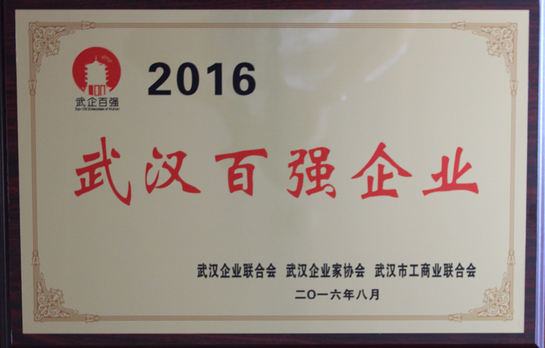 2016
武企百强
武汉百强企业
武汉企业联合会 武汉企业家协会 武汉市工商业联合会
二〇一六年八月